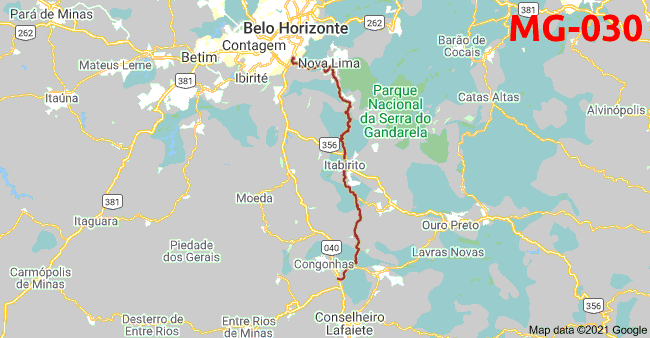 MG-030
Pará de Minas
262
Belo Horizonte
262
381
Contagem
Betim
Nova Lima
Mateus Leme
Ibirité
381
Barão de
Cocais
Itaúna
Parque
Nacional
da Serra do
Gandarela
Catas Altas
Alvinópolis
356
Itabirito
381
Moeda
Itaguara
Ouro Preto
Piedade
dos Gerais
040
Lavras Novas
Congonhas
Carmópolis
de Minas
356
Desterro de
Entre Rios
Entre Rios
de Minas
Conselheiro
Lafaiete
Map data ©2021 Google